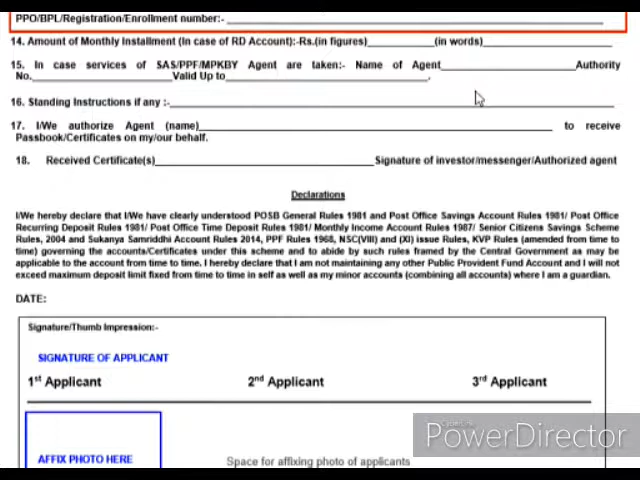 PPO/BPL/Registration/Enrollment number:- ________
14. Amount of Monthly Installment (In case of RD Account):-Rs.(in figures)________(in words)________
15. In case services of SAS/PPF/MPKBY Agent are taken:- Name of Agent________Authority
No.________Valid Up to________.
16. Standing Instructions if any :-________
17. I/We authorize Agent (name)________ to receive
Passbook/Certificates on my/our behalf.
18. Received Certificate(s)________Signature of investor/messenger/Authorized agent
Declarations
I/We hereby declare that I/We have clearly understood POSB General Rules 1981 and Post Office Savings Account Rules 1981/ Post Office
Recurring Deposit Rules 1981/ Post Office Time Deposit Rules 1981/ Monthly Income Account Rules 1987/ Senior Citizens Savings Scheme
Rules, 2004 and Sukanya Samriddhi Account Rules 2014, PPF Rules 1968, NSC(VIII) and (XI) issue Rules, KVP Rules (amended from time to
time) governing the accounts/Certificates under this scheme and to abide by such rules framed by the Central Government as may be
applicable to the account from time to time. I hereby declare that I am not maintaining any other Public Provident Fund Account and I will not
exceed maximum deposit limit fixed from time to time in self as well as my minor accounts (combining all accounts) where I am a guardian.
DATE:
Signature/Thumb Impression:-
SIGNATURE OF APPLICANT
1st Applicant 2nd Applicant 3rd Applicant
CyberLink
PowerDirector
AFFIX PHOTO HERE Space for affixing photo of applicants